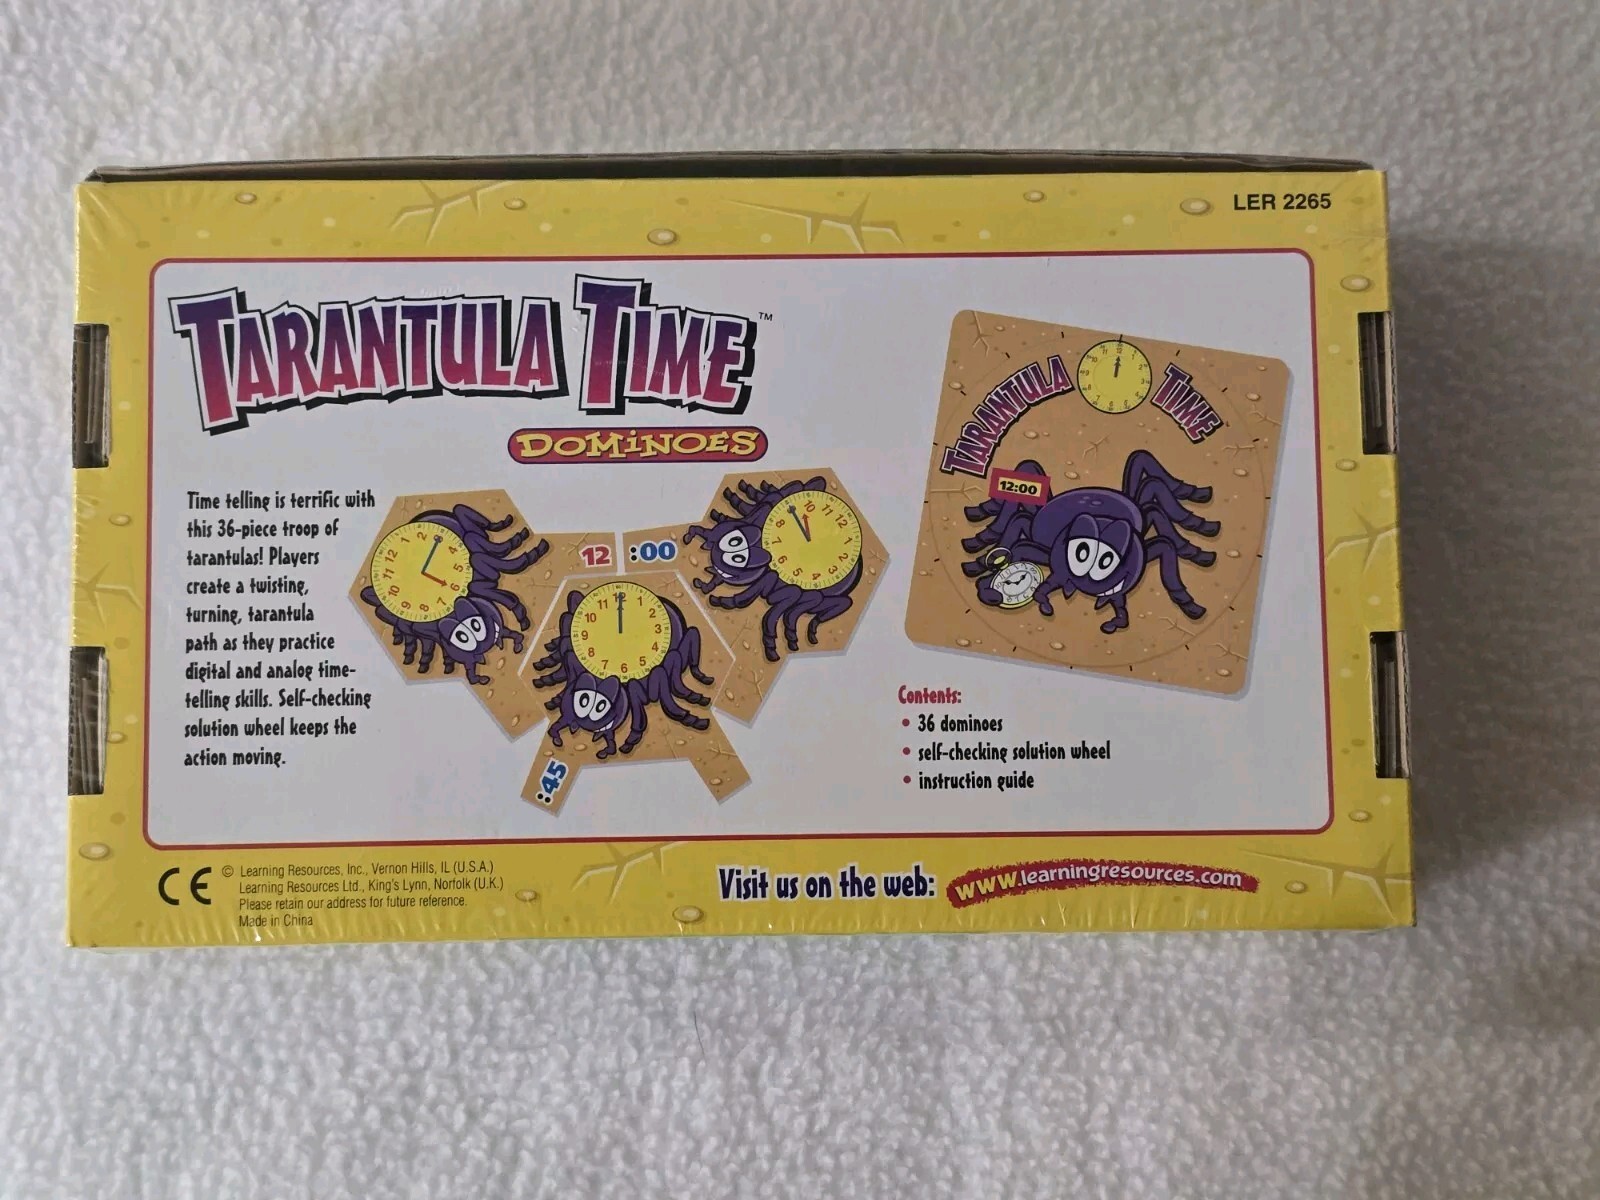 LER 2265
TARANTULA TIME™
DOMINOES
Time telling is terrific with
this 36-piece troop of
tarantulas! Players
create a twisting,
turning, tarantula
path as they practice
digital and analog time-
telling skills. Self-checking
solution wheel keeps the
action moving.
12 :00
:45
TARANTULA TIME
12:00
Contents:
• 36 dominoes
• self-checking solution wheel
• instruction guide
CE © Learning Resources, Inc., Vernon Hills, IL (U.S.A.)
Learning Resources Ltd., King's Lynn, Norfolk (U.K.)
Please retain our address for future reference.
Made in China
Visit us on the web: www.learningresources.com